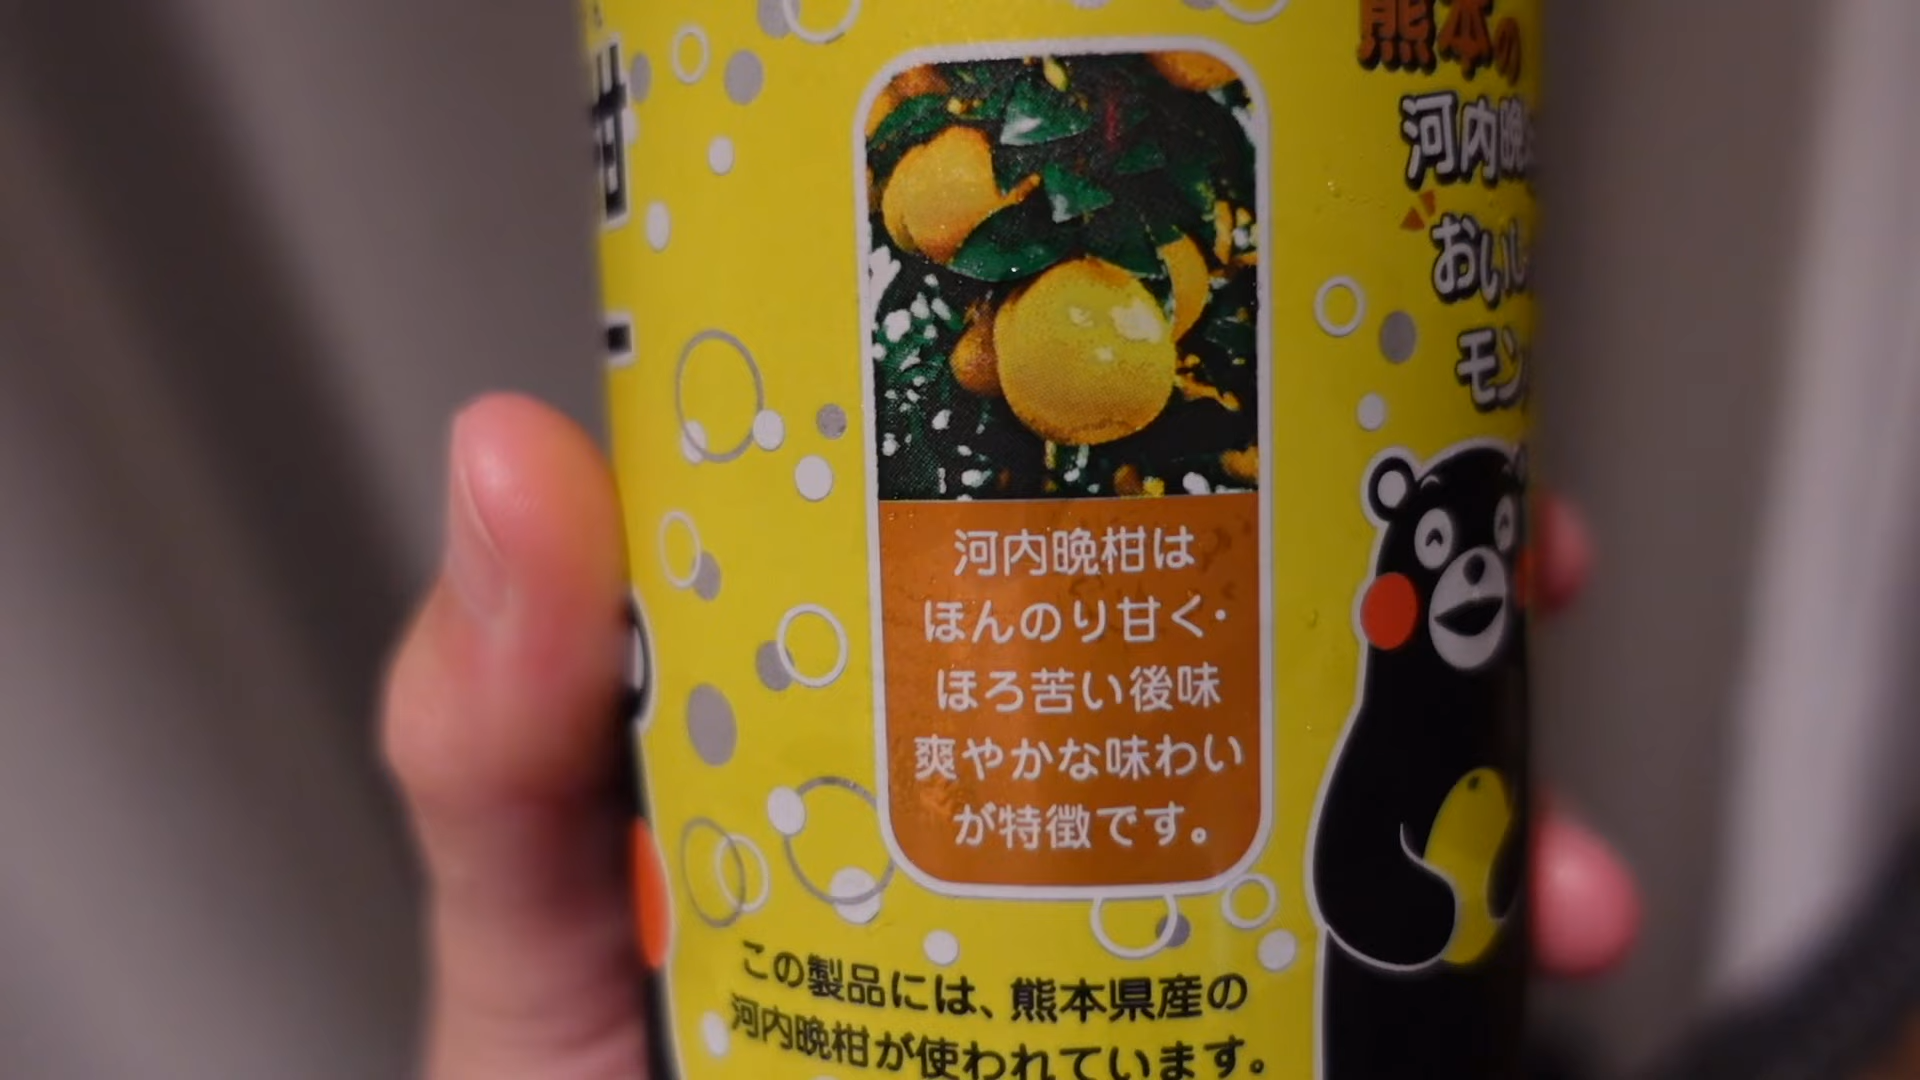 熊本の
河内晩
おいし
モン
河内晩柑は
ほんのり甘く・
ほろ苦い後味
爽やかな味わい
が特徴です。
この製品には、熊本県産の
河内晩柑が使われています。